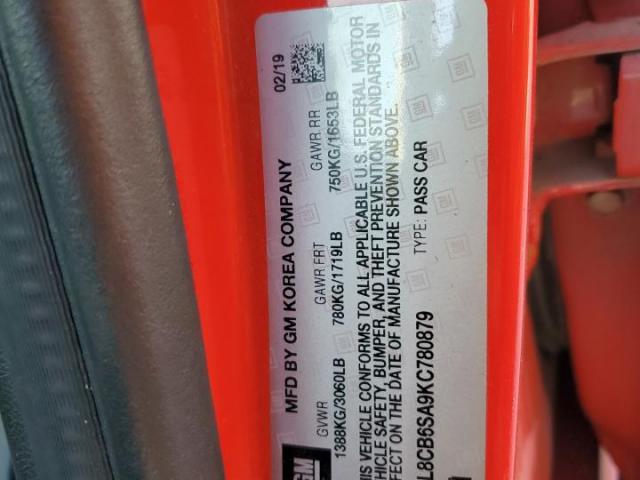 MFD BY GM KOREA COMPANY 02/19
GVWR GAWR FRT GAWR RR
1388KG/3060LB 780KG/1719LB 750KG/1653LB
THIS VEHICLE CONFORMS TO ALL APPLICABLE U.S. FEDERAL MOTOR
VEHICLE SAFETY, BUMPER, AND THEFT PREVENTION STANDARDS IN
EFFECT ON THE DATE OF MANUFACTURE SHOWN ABOVE.
L8CB6SA9KC780879 TYPE: PASS CAR
GM